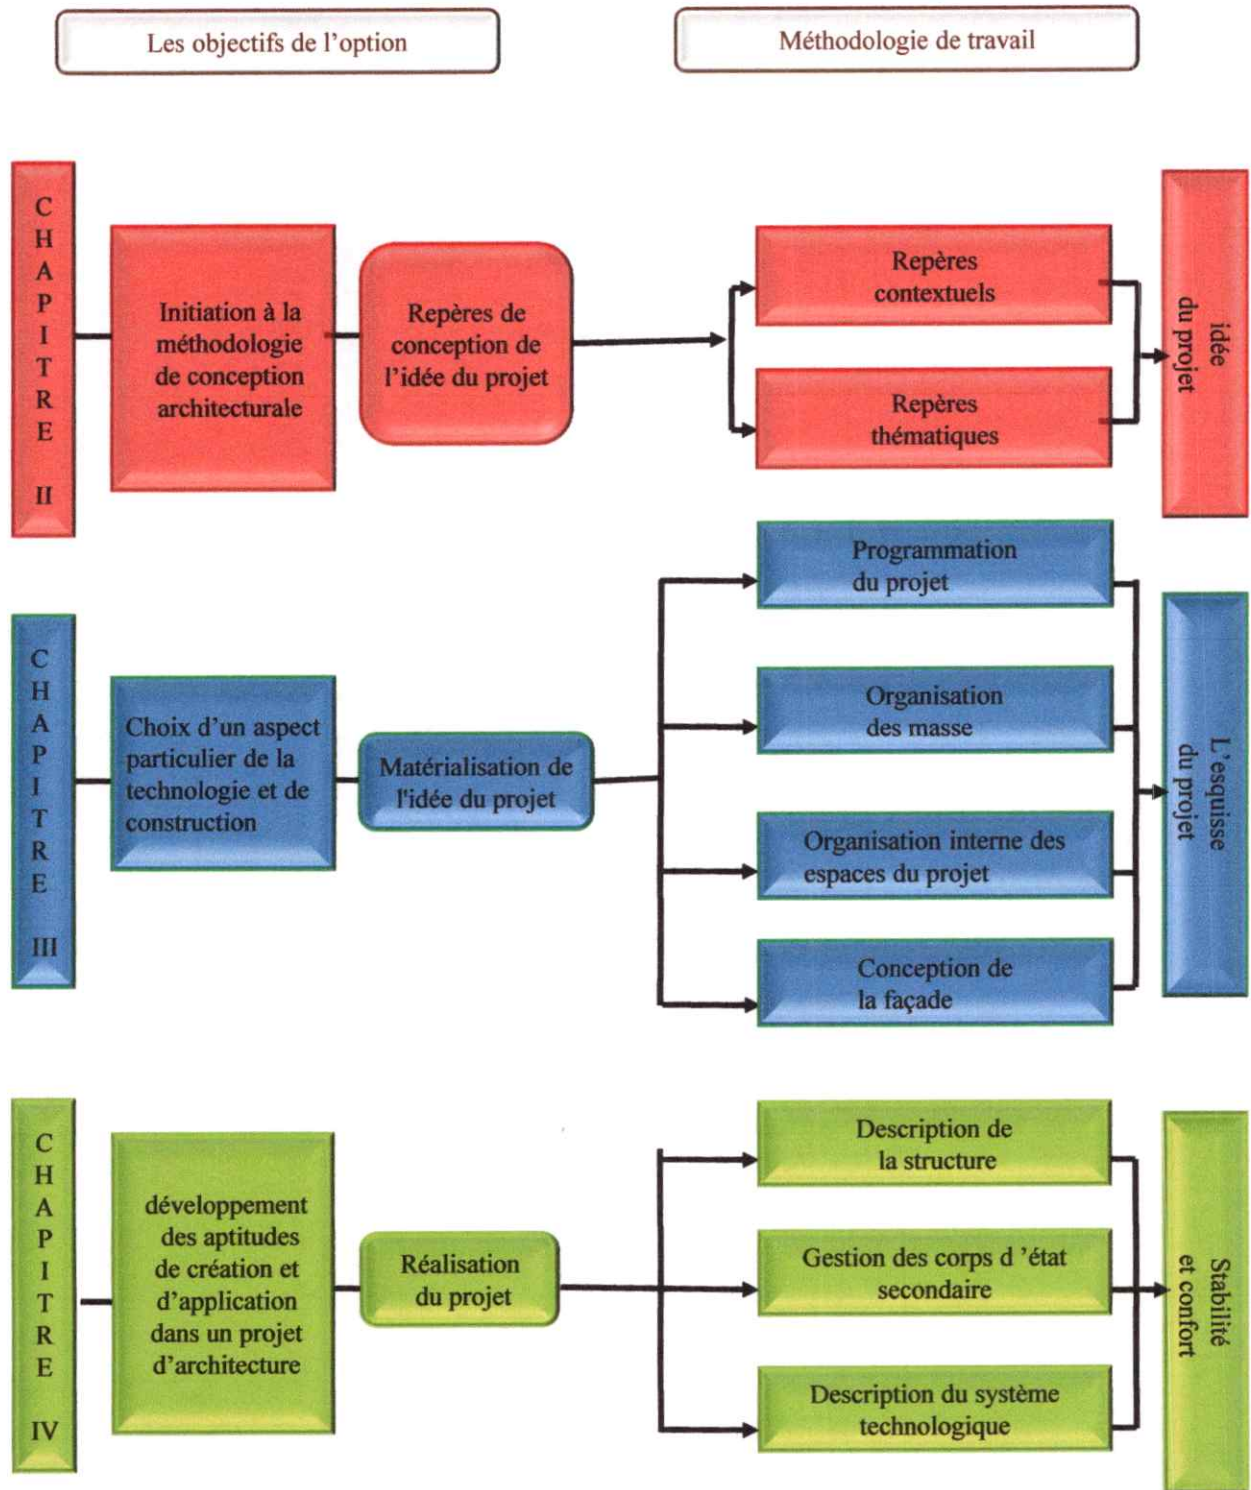 Les objectifs de l'option
Méthodologie de travail
CHAPITRE II
Initiation à la
méthodologie
de conception
architecturale
Repères de
conception de
l'idée du projet
Repères
contextuels
Repères
thématiques
idée
du projet
CHAPITRE III
Choix d'un aspect
particulier de la
technologie et de
construction
Matérialisation de
l'idée du projet
Programmation
du projet
Organisation
des masse
Organisation interne des
espaces du projet
Conception de
la façade
L'esquisse
du projet
CHAPITRE IV
développement
des aptitudes
de création et
d'application
dans un projet
d'architecture
Réalisation
du projet
Description de
la structure
Gestion des corps d 'état
secondaire
Description du système
technologique
Stabilité
et confort